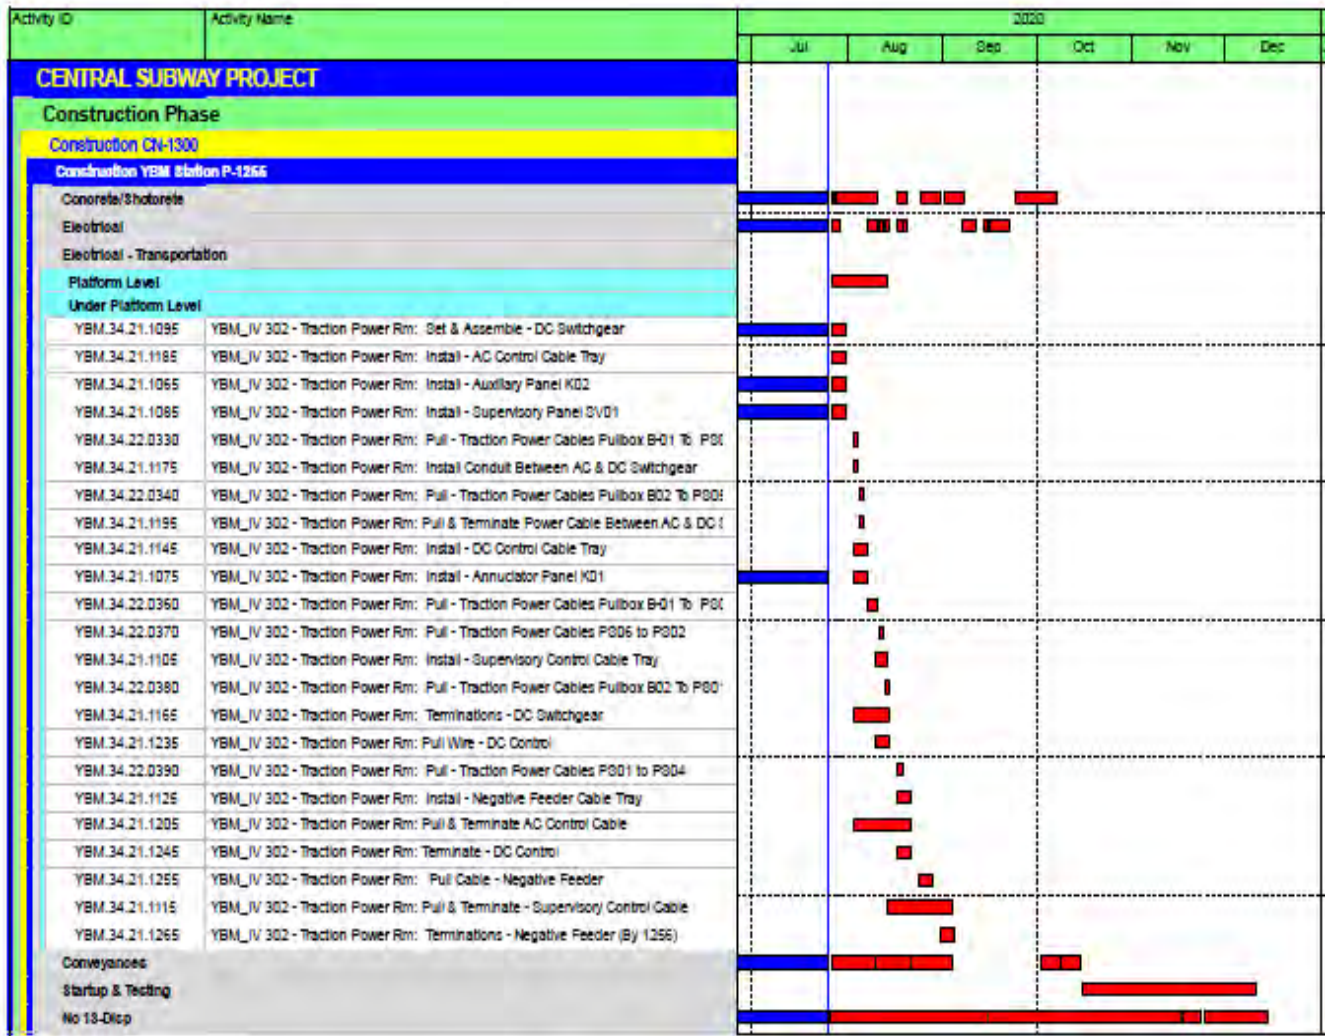 Activity ID Activity Name 2020
Jul Aug Sep Oct Nov Dec
CENTRAL SUBWAY PROJECT
Construction Phase
Construction CN-1300
Construction YBM Station P-1255
Concrete/Shotcrete
Electrical
Electrical - Transportation
Platform Level
Under Platform Level
YBM.34.21.1095 YBM_IV 302 - Traction Power Rm: Set & Assemble - DC Switchgear
YBM.34.21.1185 YBM_IV 302 - Traction Power Rm: Install - AC Control Cable Tray
YBM.34.21.1065 YBM_IV 302 - Traction Power Rm: Install - Auxiliary Panel K02
YBM.34.21.1085 YBM_IV 302 - Traction Power Rm: Install - Supervisory Panel SV01
YBM.34.22.0330 YBM_IV 302 - Traction Power Rm: Pull - Traction Power Cables Pullbox B-01 To
YBM.34.21.1175 YBM_IV 302 - Traction Power Rm: Install Conduit Between AC & DC Switchgear
YBM.34.22.0340 YBM_IV 302 - Traction Power Rm: Pull - Traction Power Cables Pullbox B02 To
YBM.34.21.1195 YBM_IV 302 - Traction Power Rm: Pull & Terminate Power Cable Between AC & DC
YBM.34.21.1145 YBM_IV 302 - Traction Power Rm: Install - DC Control Cable Tray
YBM.34.21.1075 YBM_IV 302 - Traction Power Rm: Install - Annuciator Panel K01
YBM.34.22.0360 YBM_IV 302 - Traction Power Rm: Pull - Traction Power Cables Pullbox B-01 To
YBM.34.22.0370 YBM_IV 302 - Traction Power Rm: Pull - Traction Power Cables PS06 to PS02
YBM.34.21.1105 YBM_IV 302 - Traction Power Rm: Install - Supervisory Control Cable Tray
YBM.34.22.0380 YBM_IV 302 - Traction Power Rm: Pull - Traction Power Cables Pullbox B02 To
YBM.34.21.1165 YBM_IV 302 - Traction Power Rm: Terminations - DC Switchgear
YBM.34.21.1235 YBM_IV 302 - Traction Power Rm: Pull Wire - DC Control
YBM.34.22.0390 YBM_IV 302 - Traction Power Rm: Pull - Traction Power Cables PS01 to PS04
YBM.34.21.1125 YBM_IV 302 - Traction Power Rm: Install - Negative Feeder Cable Tray
YBM.34.21.1205 YBM_IV 302 - Traction Power Rm: Pull & Terminate AC Control Cable
YBM.34.21.1245 YBM_IV 302 - Traction Power Rm: Terminate - DC Control
YBM.34.21.1255 YBM_IV 302 - Traction Power Rm: Pull Cable - Negative Feeder
YBM.34.21.1115 YBM_IV 302 - Traction Power Rm: Pull & Terminate - Supervisory Control Cable
YBM.34.21.1265 YBM_IV 302 - Traction Power Rm: Terminations - Negative Feeder (By 1256)
Conveyances
Startup & Testing
No 13-Disp